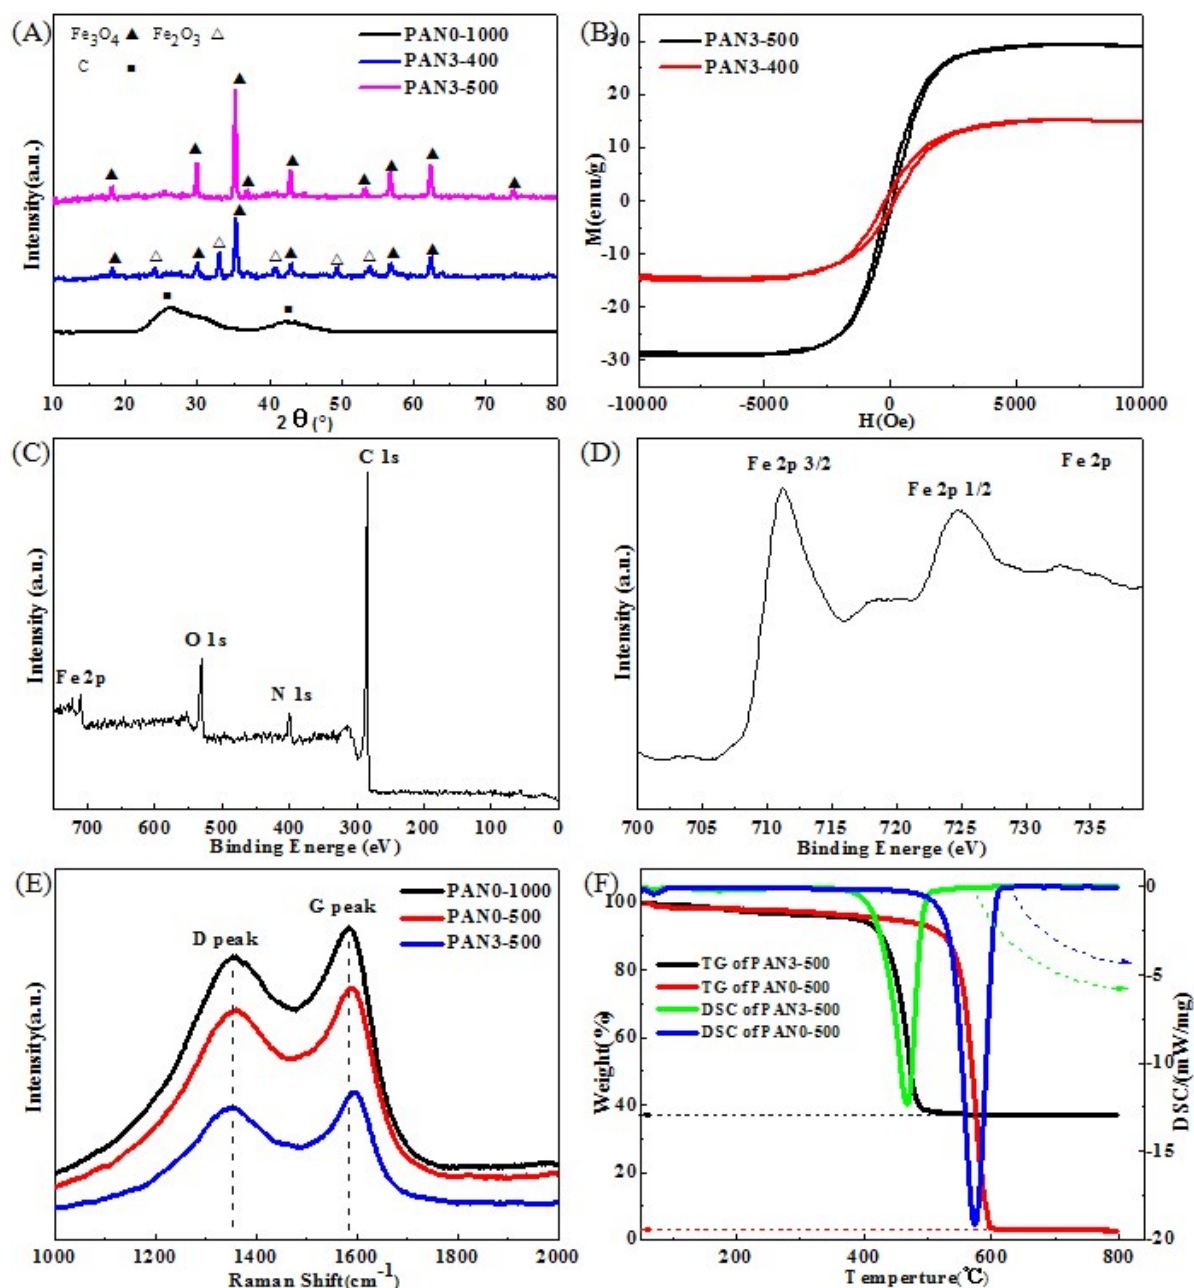 (A)
Fe₃O₄ ▲ Fe₂O₃ △
C ■
PAN0-1000
PAN3-400
PAN3-500
Intensity(a.u.)
10 20 30 40 50 60 70 80
2 θ (°)
(B)
PAN3-500
PAN3-400
30
20
10
0
-10
-20
-30
M(emu/g)
-10000 -5000 0 5000 10000
H(Oe)
(C)
C 1s
O 1s
N 1s
Fe 2p
Intensity (a.u.)
700 600 500 400 300 200 100 0
Binding Energe (eV)
(D)
Fe 2p 3/2
Fe 2p 1/2
Fe 2p
Intensity (a.u.)
700 705 711 715 720 725 730 735
Binding Energe (eV)
(E)
PAN0-1000
PAN0-500
PAN3-500
G peak
D peak
Intensity(a.u.)
1000 1200 1400 1600 1800 2000
Raman Shift(cm⁻¹)
(F)
100
80
60
40
20
0
Weight(%)
TG of PAN3-500
TG of PAN0-500
DSC of PAN3-500
DSC of PAN0-500
0
-5
-10
-15
-20
DSC/(mW/mg)
200 400 600 800
Temperture(℃)